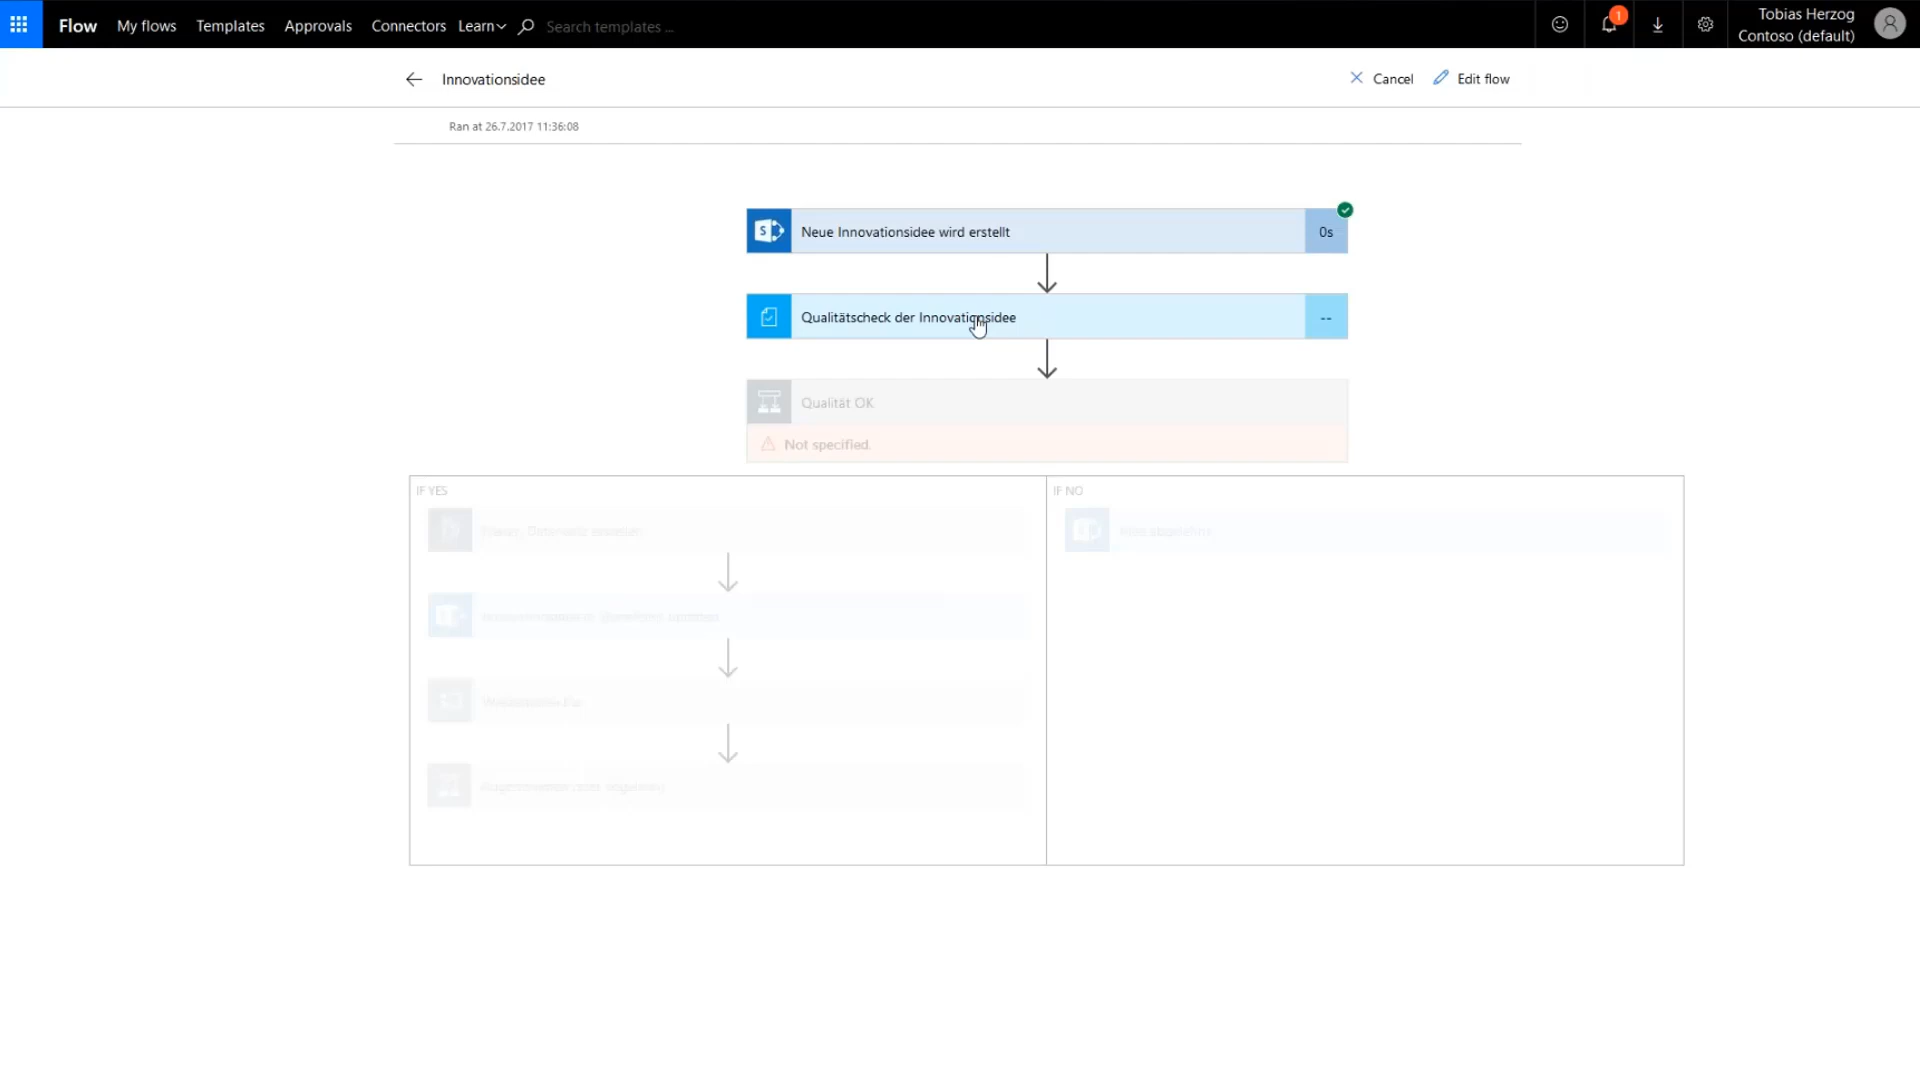 Flow My flows Templates Approvals Connectors Learn Search templates ... 1 Tobias Herzog
Contoso (default)
Innovationsidee Cancel Edit flow
Ran at 26.7.2017 11:36:08
S Neue Innovationsidee wird erstellt 0s
Qualitätscheck der Innovationsidee --
Qualität OK
Not specified.
IF YES IF NO